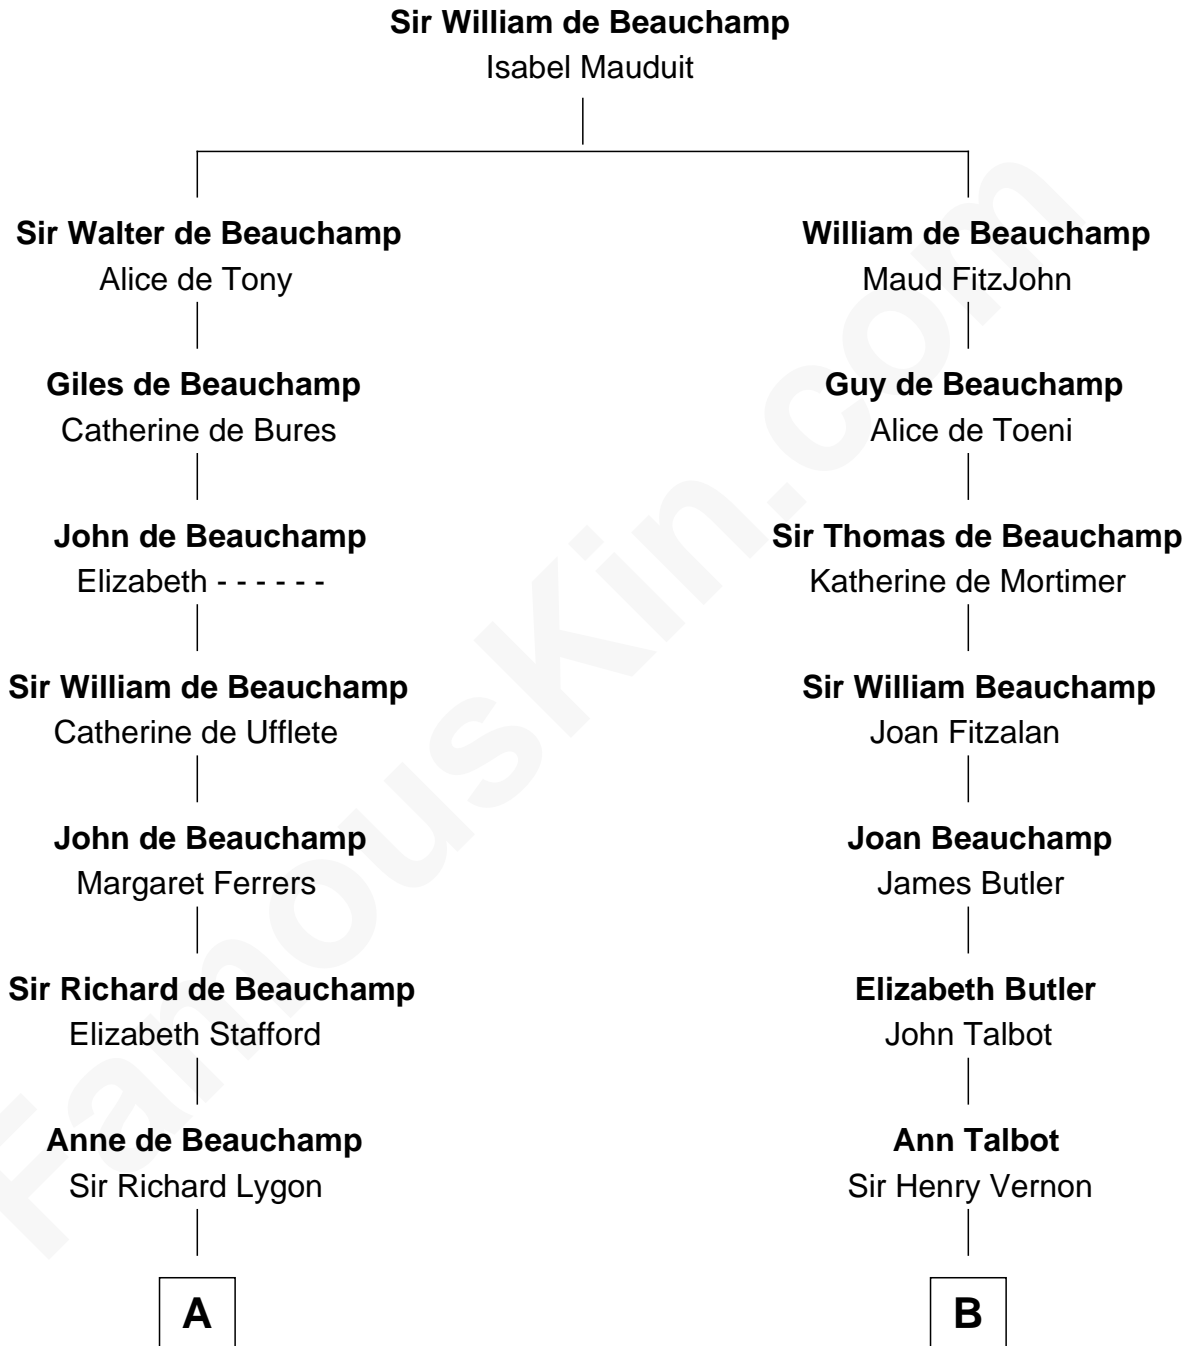 Sir William de Beauchamp
Isabel Mauduit
Sir Walter de Beauchamp
Alice de Tony
William de Beauchamp
Maud FitzJohn
Giles de Beauchamp
Catherine de Bures
Guy de Beauchamp
Alice de Toeni
John de Beauchamp
Elizabeth - - - - - -
Sir Thomas de Beauchamp
Katherine de Mortimer
Sir William de Beauchamp
Catherine de Ufflete
Sir William Beauchamp
Joan Fitzalan
John de Beauchamp
Margaret Ferrers
Joan Beauchamp
James Butler
Sir Richard de Beauchamp
Elizabeth Stafford
Elizabeth Butler
John Talbot
Anne de Beauchamp
Sir Richard Lygon
Ann Talbot
Sir Henry Vernon
A
B
FamousKin.com